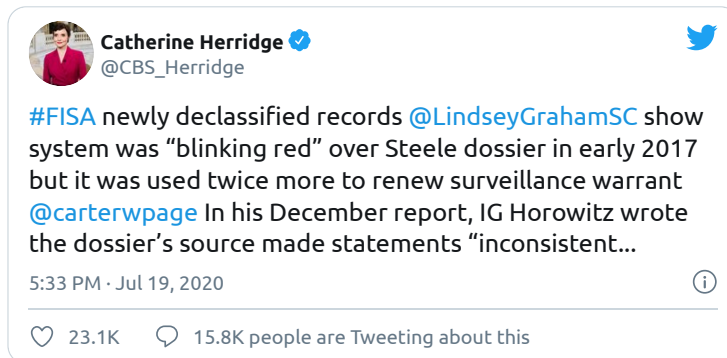 Catherine Herridge
@CBS_Herridge
#FISA newly declassified records @LindseyGrahamSC show
system was “blinking red” over Steele dossier in early 2017
but it was used twice more to renew surveillance warrant
@carterwpage In his December report, IG Horowitz wrote
the dossier’s source made statements “inconsistent...
5:33 PM · Jul 19, 2020
23.1K 15.8K people are Tweeting about this